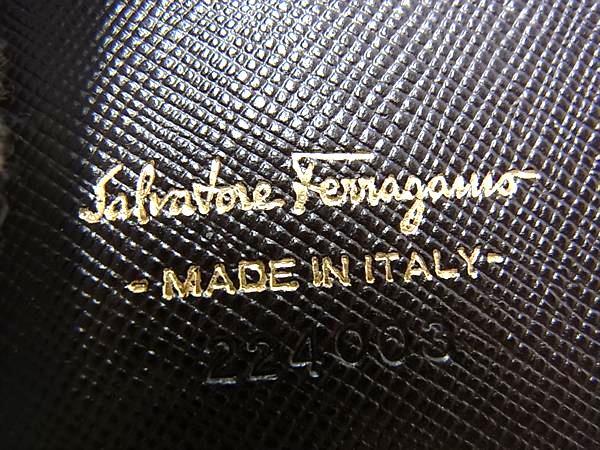 Salvatore Ferragamo
- MADE IN ITALY -
224003